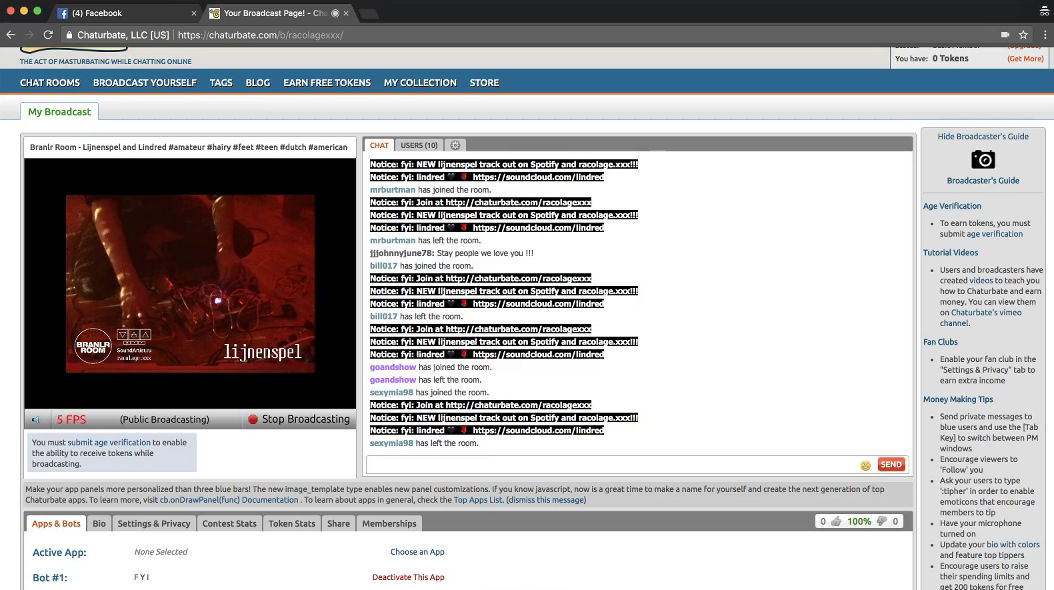 (4) Facebook
Your Broadcast Page! - Cha
Chaturbate, LLC [US] | https://chaturbate.com/b/racolagexxx/
THE ACT OF MASTURBATING WHILE CHATTING ONLINE
You have: 0 Tokens (Get More)
CHAT ROOMS BROADCAST YOURSELF TAGS BLOG EARN FREE TOKENS MY COLLECTION STORE
My Broadcast
Branlr Room - Lijnenspel and Lindred #amateur #hairy #feet #teen #dutch #american
BRANLR ROOM
SoundArtist.ru
racolage.xxx
lijnenspel
5 FPS (Public Broadcasting) Stop Broadcasting
You must submit age verification to enable
the ability to receive tokens while
broadcasting.
CHAT USERS (10)
Notice: fyi: NEW lijnenspel track out on Spotify and racolage.xxx!!!
Notice: fyi: lindred https://soundcloud.com/lindred
mrburtman has joined the room.
Notice: fyi: Join at http://chaturbate.com/racolagexxx
Notice: fyi: NEW lijnenspel track out on Spotify and racolage.xxx!!!
Notice: fyi: lindred https://soundcloud.com/lindred
mrburtman has left the room.
jjjohnnyjune78: Stay people we love you !!!
bill017 has joined the room.
Notice: fyi: Join at http://chaturbate.com/racolagexxx
Notice: fyi: NEW lijnenspel track out on Spotify and racolage.xxx!!!
Notice: fyi: lindred https://soundcloud.com/lindred
bill017 has left the room.
Notice: fyi: Join at http://chaturbate.com/racolagexxx
Notice: fyi: NEW lijnenspel track out on Spotify and racolage.xxx!!!
Notice: fyi: lindred https://soundcloud.com/lindred
goandshow has joined the room.
goandshow has left the room.
sexymia98 has joined the room.
Notice: fyi: Join at http://chaturbate.com/racolagexxx
Notice: fyi: NEW lijnenspel track out on Spotify and racolage.xxx!!!
Notice: fyi: lindred https://soundcloud.com/lindred
sexymia98 has left the room.
SEND
Hide Broadcaster's Guide
Broadcaster's Guide
Age Verification
To earn tokens, you must
submit age verification
Tutorial Videos
Users and broadcasters have
created videos to teach you
how to Chaturbate and earn
money. You can view them
on Chaturbate's vimeo
channel.
Fan Clubs
Enable your fan club in the
"Settings & Privacy" tab to
earn extra income
Money Making Tips
Send private messages to
blue users and use the [Tab
Key] to switch between PM
windows
Encourage viewers to
'Follow' you
Ask your users to type
':tipher' in order to enable
emoticons that encourage
members to tip
Have your microphone
turned on
Update your bio with colors
and feature top tippers
Encourage users to raise
their spending limits and
get 200 tokens for free
Make your app panels more personalized than three blue bars! The new image_template type enables new panel customizations. If you know javascript, now is a great time to make a name for yourself and create the next generation of top
Chaturbate apps. To learn more, visit cb.onDrawPanel(func) Documentation . To learn about apps in general, check the Top Apps List. (dismiss this message)
Apps & Bots Bio Settings & Privacy Contest Stats Token Stats Share Memberships
0 100% 0
Active App: None Selected Choose an App
Bot #1: F Y I Deactivate This App